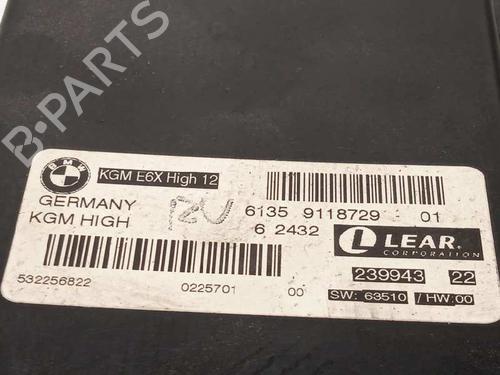 B-PARTS
BMW
KGM E6X High 12
GERMANY
KGM HIGH
6135 9118729 01
6 2432
L LEAR.
CORPORATION
239943 22
532256822
0225701 00
SW: 63510 / HW:00